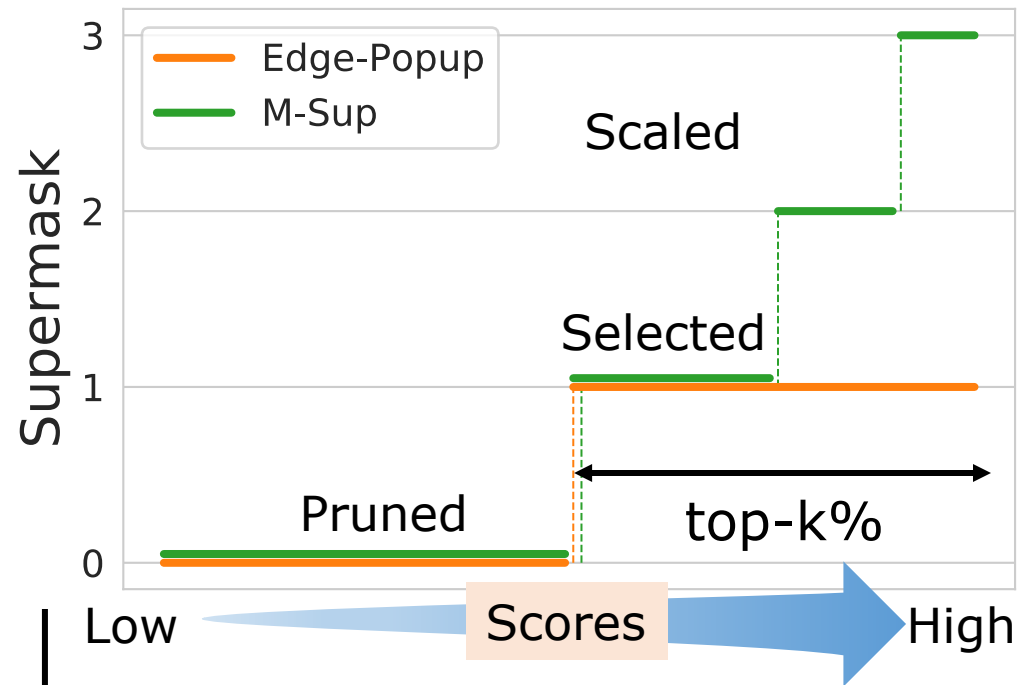 3
Edge-Popup
M-Sup
Scaled
2
Supermask
Selected
1
Pruned
top-k%
0
Low
Scores
High